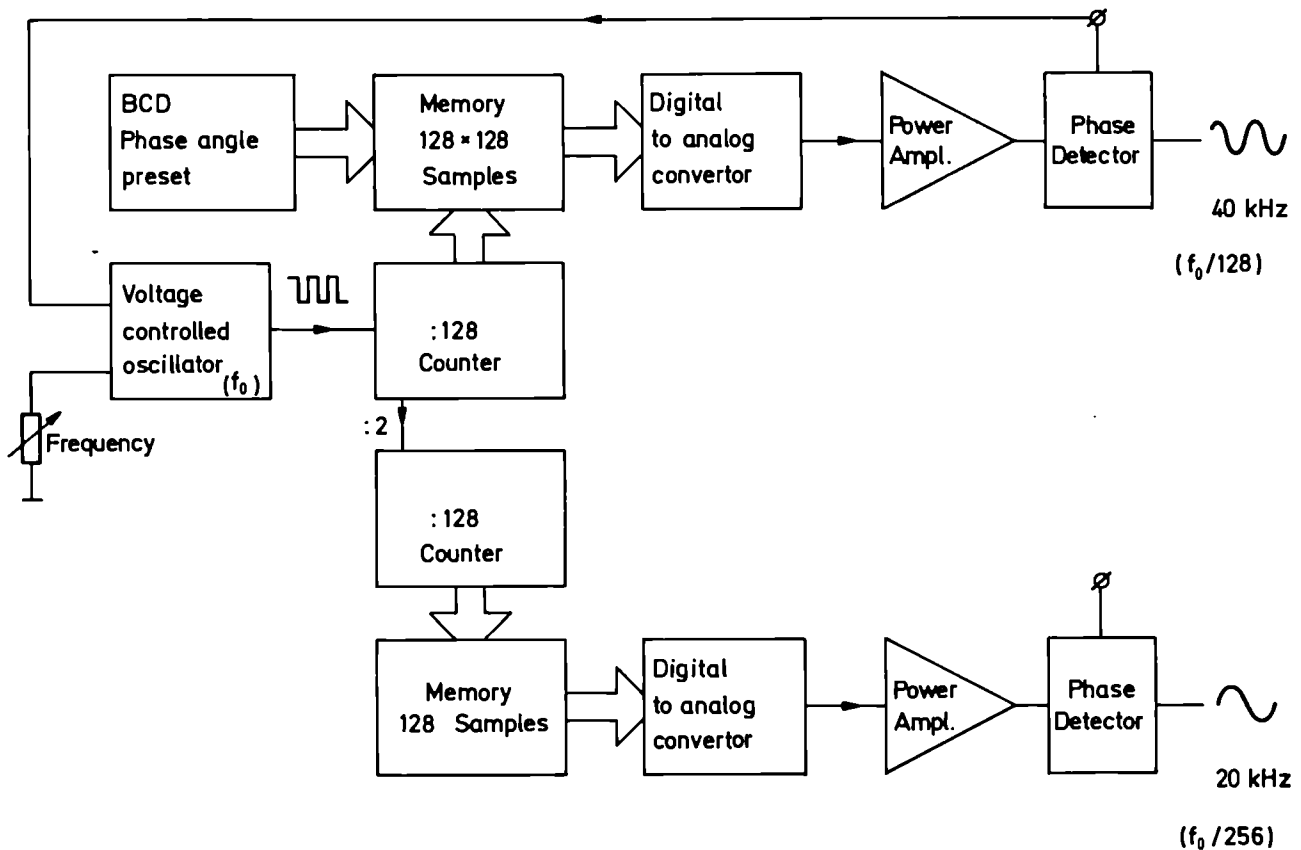 BCD
Phase angle
preset
Memory
128 × 128
Samples
Digital
to analog
convertor
Power
Ampl.
Phase
Detector
40 kHz
(f₀/128)
Voltage
controlled
oscillator
(f₀)
:128
Counter
:2
Frequency
:128
Counter
Memory
128 Samples
Digital
to analog
convertor
Power
Ampl.
Phase
Detector
20 kHz
(f₀/256)